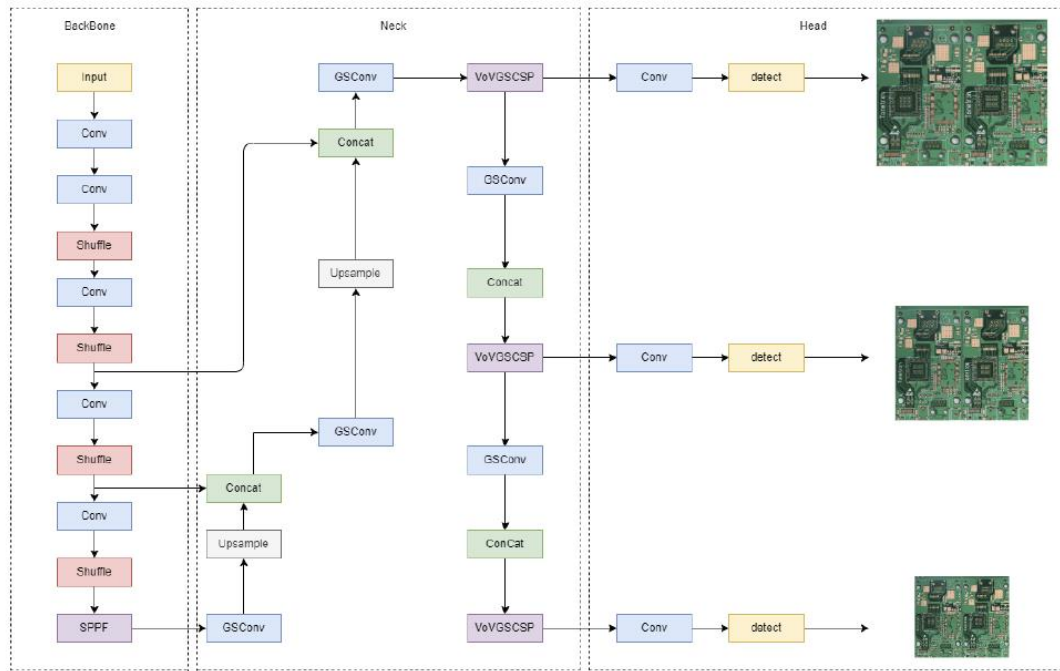 BackBone
Input
Conv
Conv
Shuffle
Conv
Shuffle
Conv
Shuffle
Conv
Shuffle
SPPF
Neck
GSConv
Concat
Upsample
GSConv
Concat
Upsample
GSConv
VoVGSCSP
GSConv
Concat
VoVGSCSP
GSConv
ConCat
VoVGSCSP
Head
Conv
detect
Conv
detect
Conv
detect